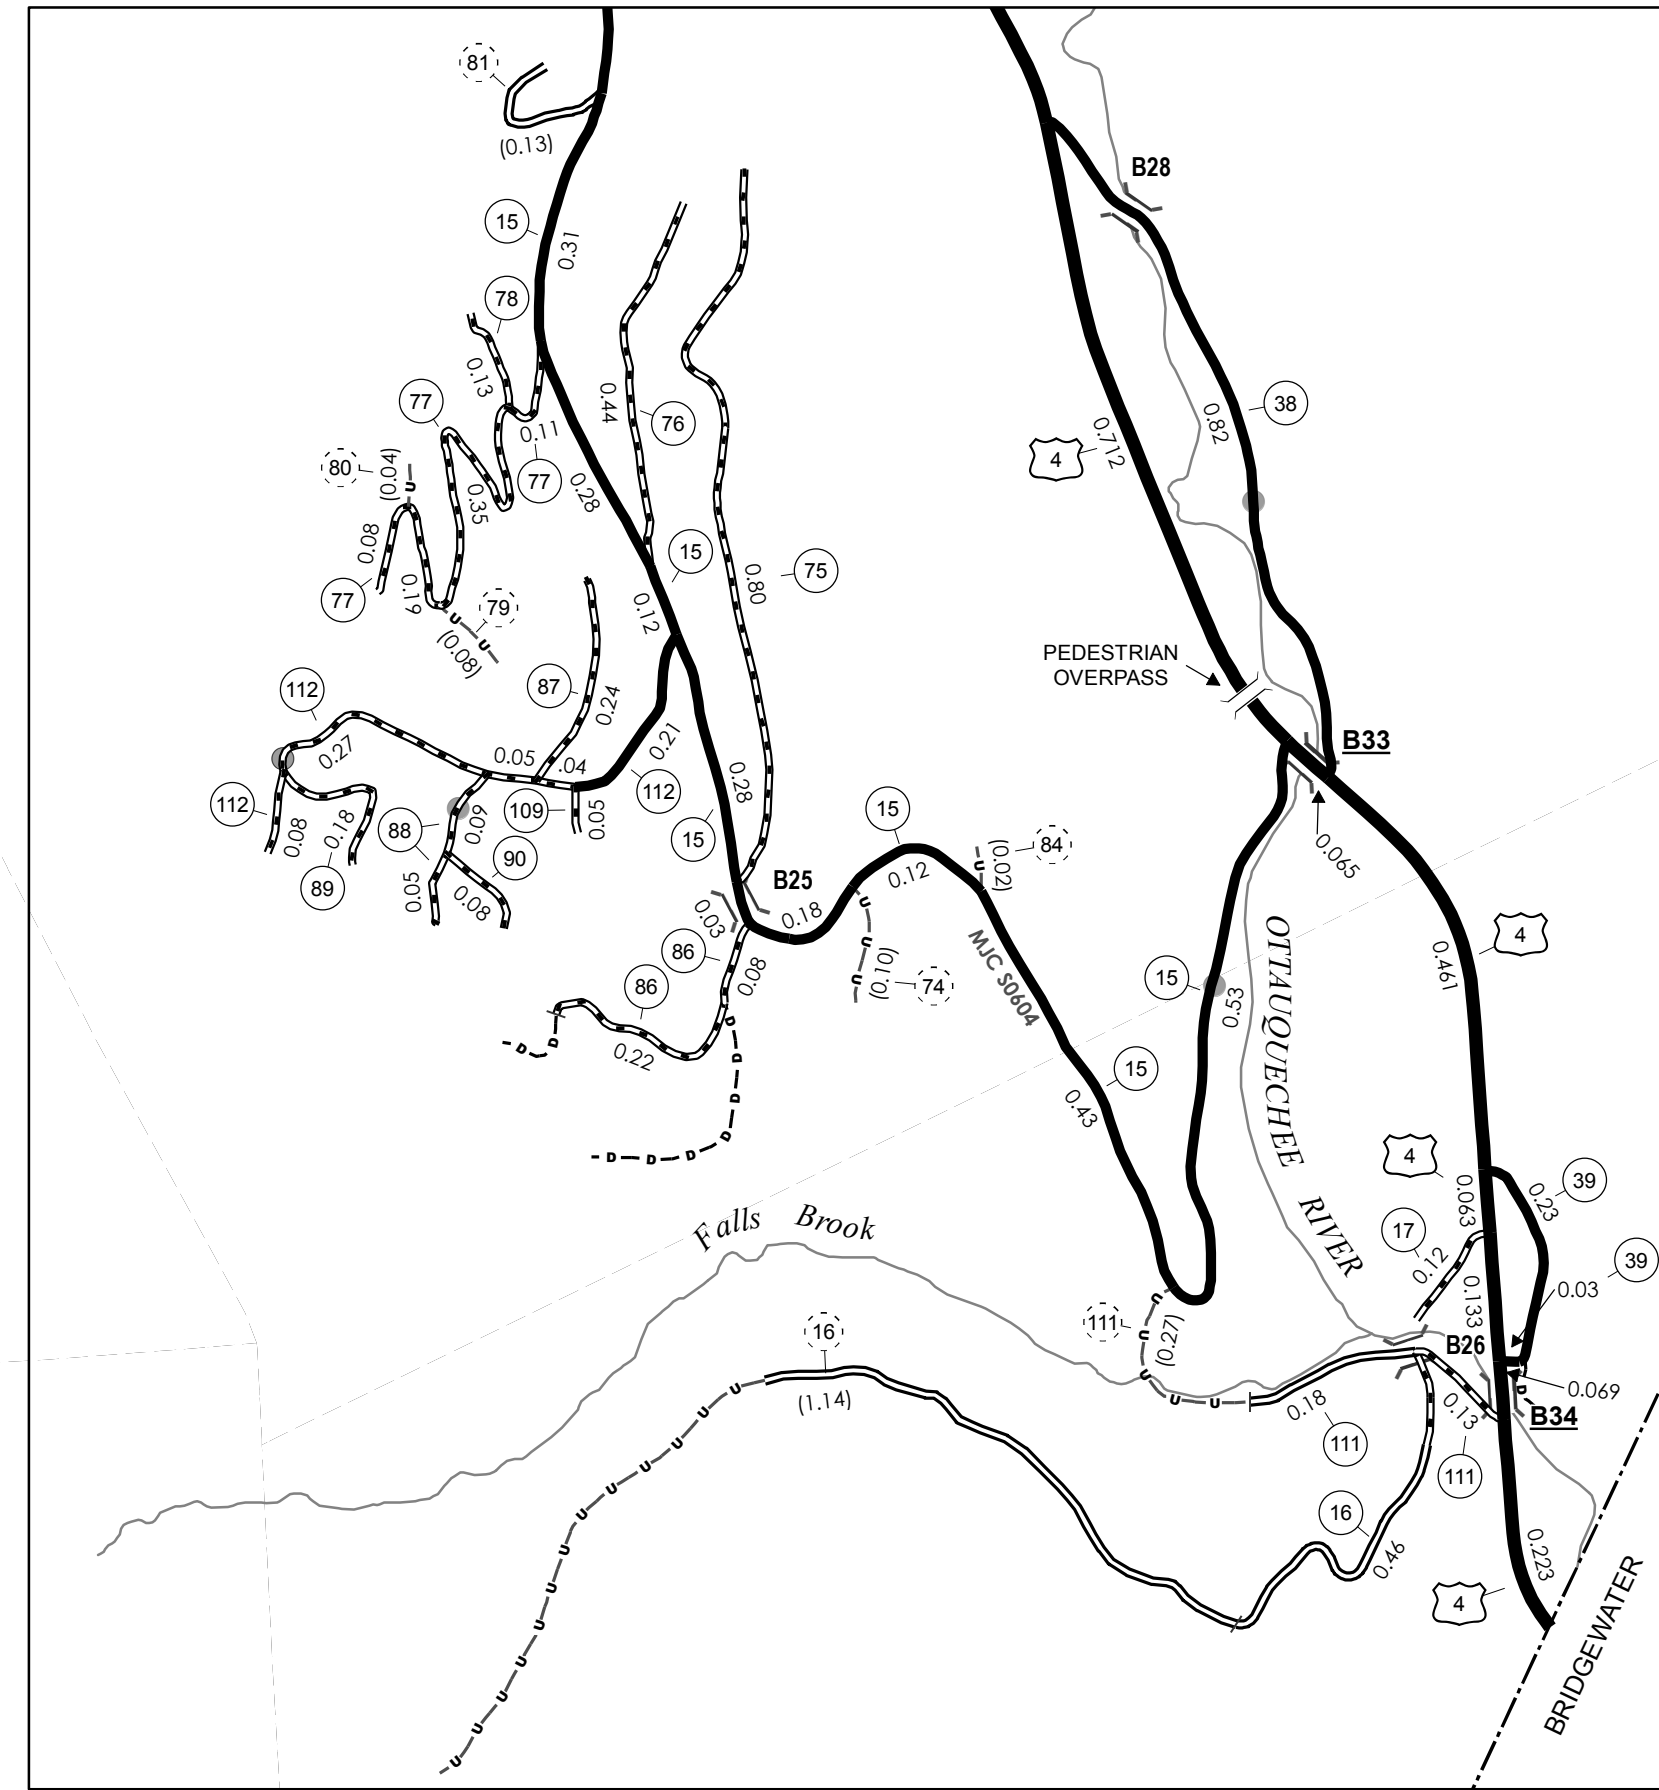 81
(0.13)
B28
15
0.31
78
0.13
77
0.11
77
80
(0.04)
0.35
0.08
77
0.19
79
(0.08)
0.28
0.44
76
15
0.12
0.80
75
4
0.712
0.82
38
PEDESTRIAN
OVERPASS
B33
0.065
112
0.27
87
0.24
0.05
.04
0.21
112
109
0.05
112
0.08
0.18
89
88
0.09
90
0.05
0.08
0.28
15
B25
0.03
0.18
15
0.12
(0.02)
84
86
0.08
86
0.22
(0.10)
74
MJC S0604
15
0.53
OTTAUQUECHEE RIVER
4
0.461
15
0.43
D
D
D
D
D
D
D
D
D
U
U
U
U
U
U
U
U
4
0.063
39
0.23
17
0.12
39
0.03
0.133
Falls Brook
16
(1.14)
111
(0.27)
U
U
U
U
U
B26
0.069
D
B34
0.18
0.13
111
111
16
0.46
U
U
U
U
U
U
U
U
U
U
U
U
U
4
0.223
BRIDGEWATER